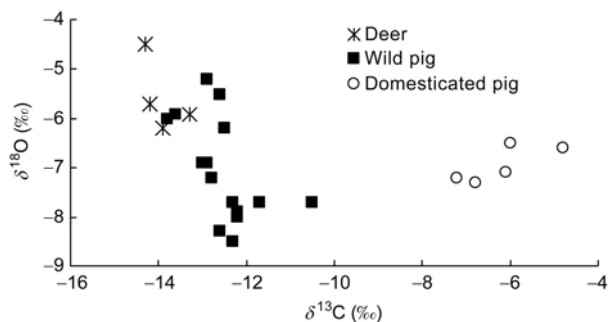 Deer
Wild pig
Domesticated pig
−4
−5
−6
−7
−8
−9
δ18O (‰)
−16
−14
−12
−10
−8
−6
−4
δ13C (‰)